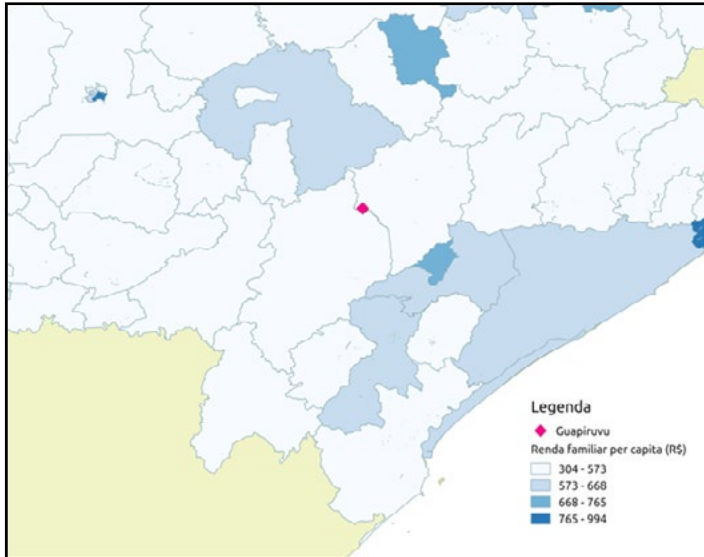 Legenda
Guapiruvu
Renda familiar per capita (R$)
304 - 573
573 - 668
668 - 765
765 - 994